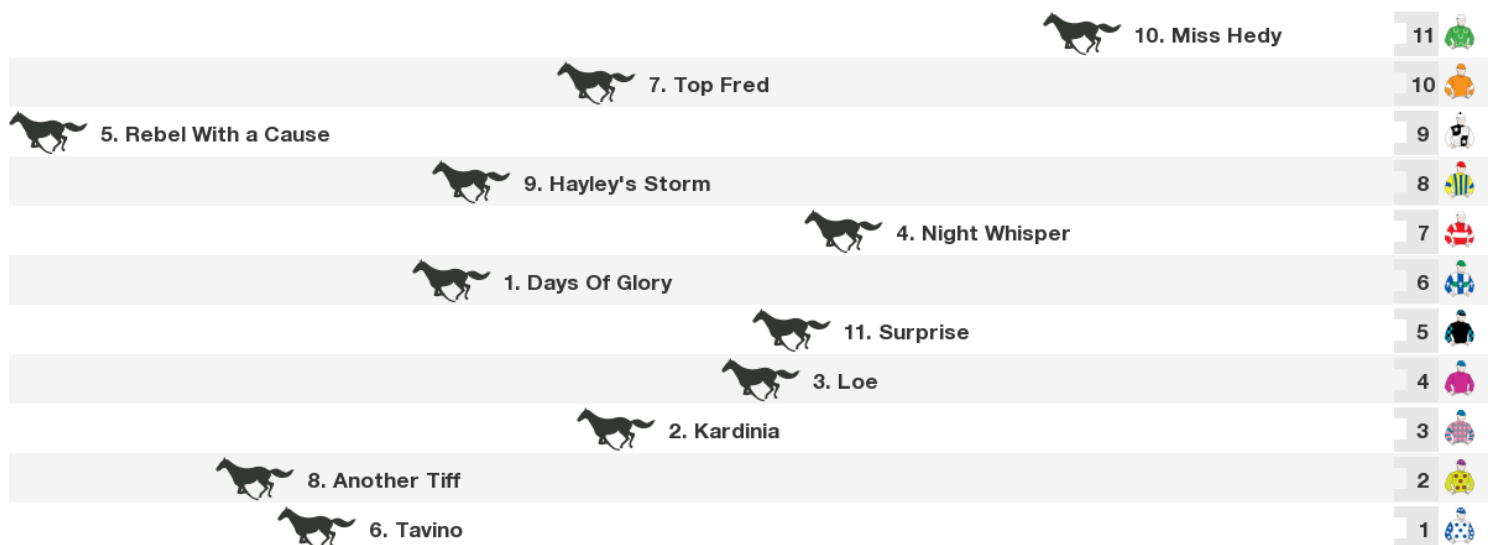 10. Miss Hedy 11
7. Top Fred 10
5. Rebel With a Cause 9
9. Hayley's Storm 8
4. Night Whisper 7
1. Days Of Glory 6
11. Surprise 5
3. Loe 4
2. Kardinia 3
8. Another Tiff 2
6. Tavino 1